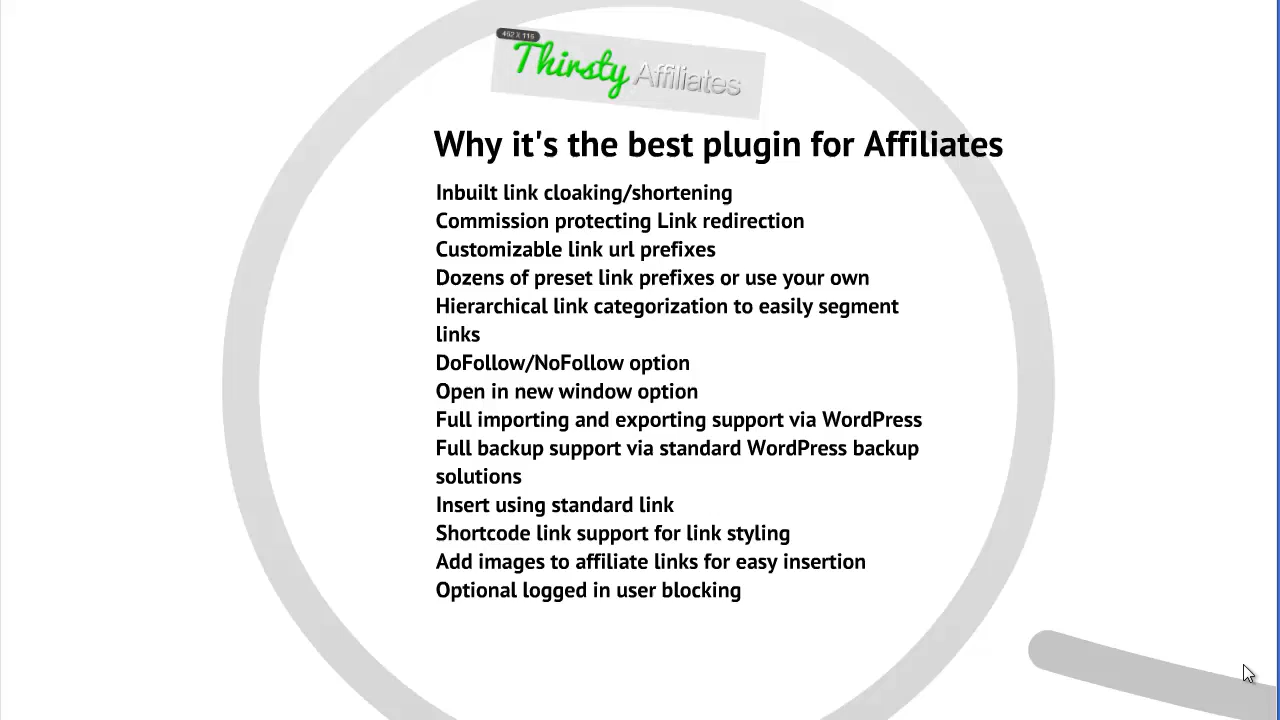 462 X 115
Thirsty Affiliates
Why it's the best plugin for Affiliates
Inbuilt link cloaking/shortening
Commission protecting Link redirection
Customizable link url prefixes
Dozens of preset link prefixes or use your own
Hierarchical link categorization to easily segment
links
DoFollow/NoFollow option
Open in new window option
Full importing and exporting support via WordPress
Full backup support via standard WordPress backup
solutions
Insert using standard link
Shortcode link support for link styling
Add images to affiliate links for easy insertion
Optional logged in user blocking